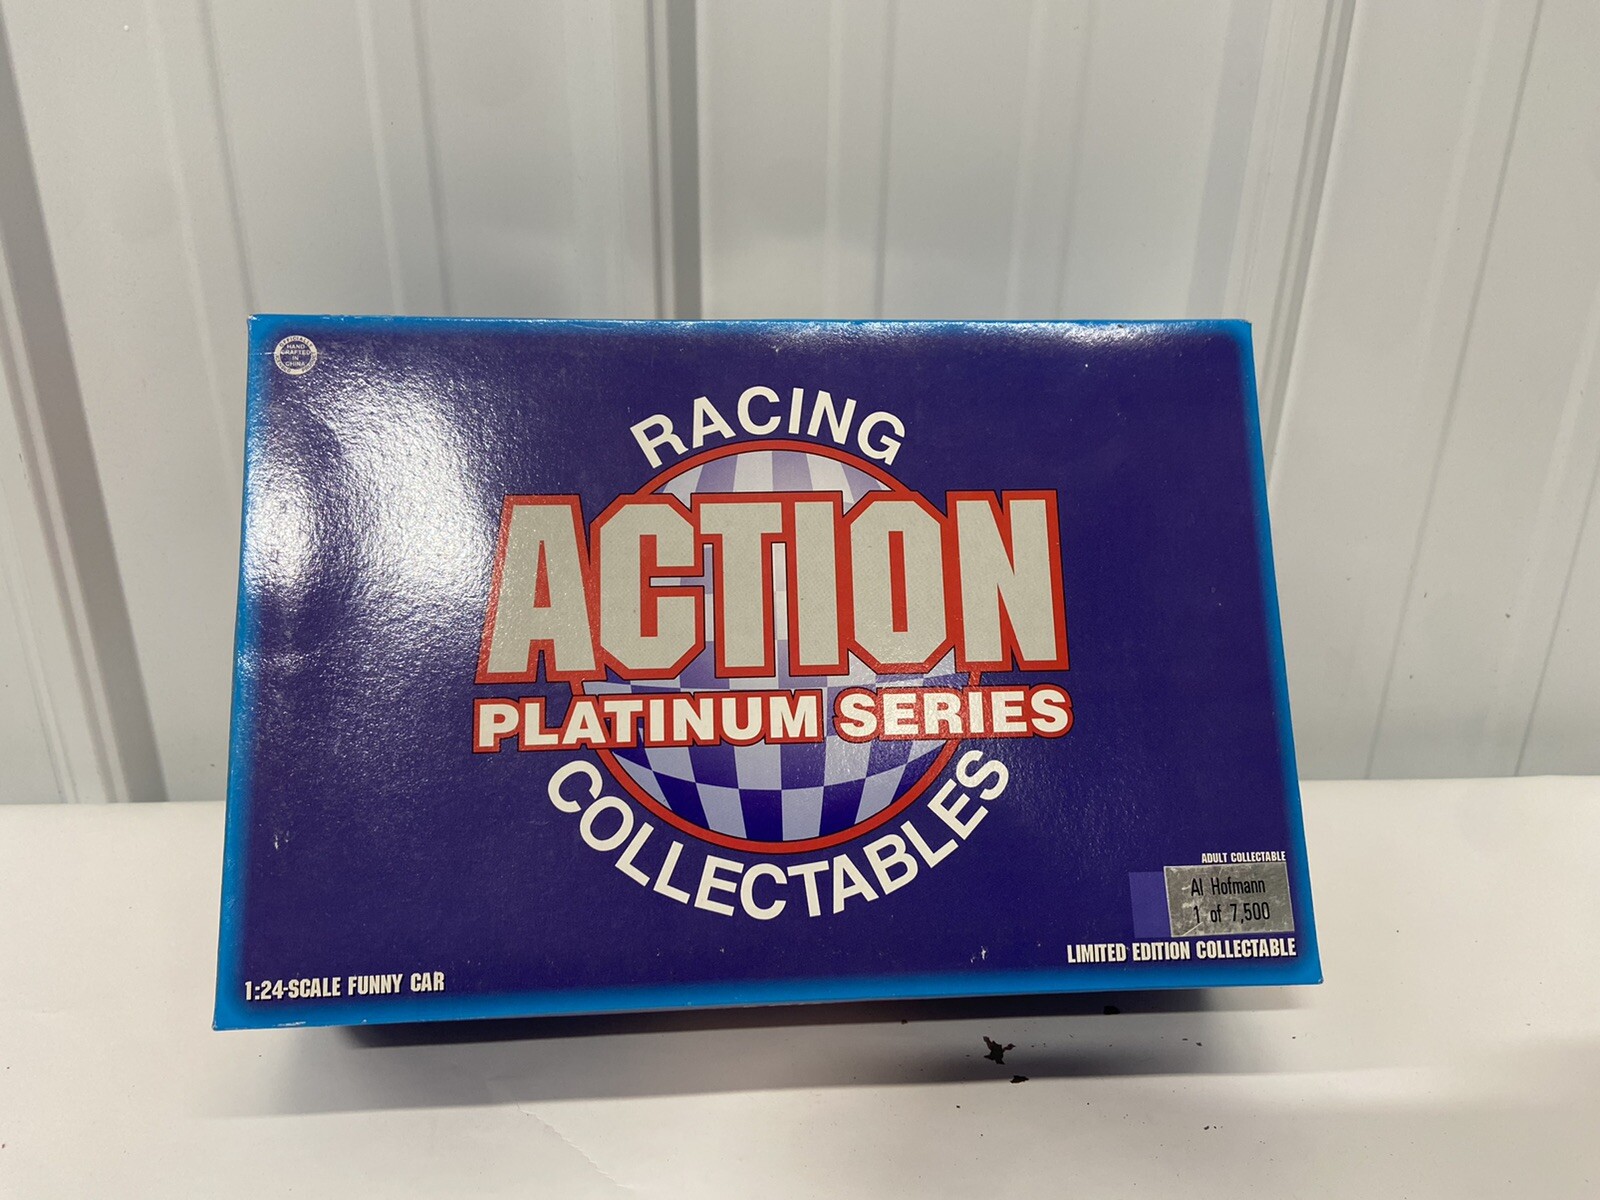 OFFICIALLY
HAND
CRAFTED
IN
CHINA
RACING
ACTION
PLATINUM SERIES
COLLECTABLES
ADULT COLLECTABLE
Al Hofmann
1 of 7,500
LIMITED EDITION COLLECTABLE
1:24-SCALE FUNNY CAR